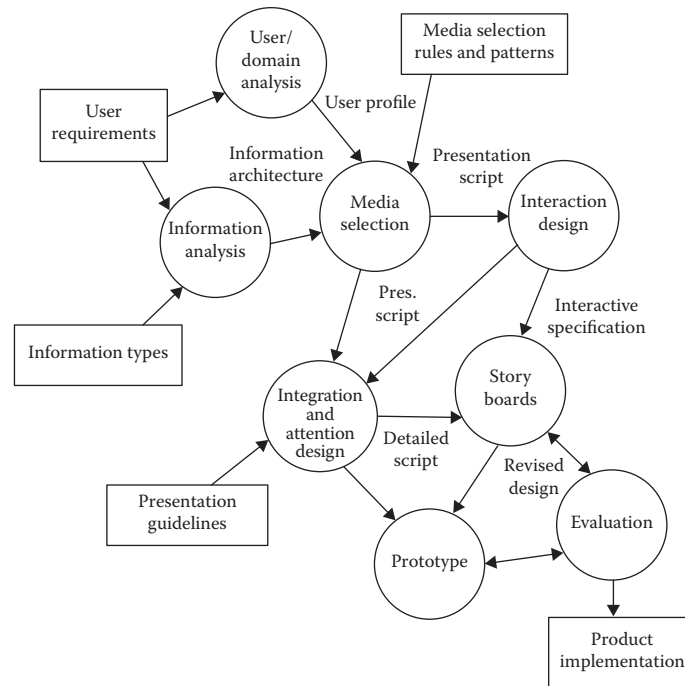 User/
domain
analysis
Media selection
rules and patterns
User
requirements
User profile
Information
architecture
Presentation
script
Media
selection
Interaction
design
Information
analysis
Pres.
script
Interactive
specification
Information types
Story
boards
Integration
and
attention
design
Detailed
script
Revised
design
Presentation
guidelines
Evaluation
Prototype
Product
implementation